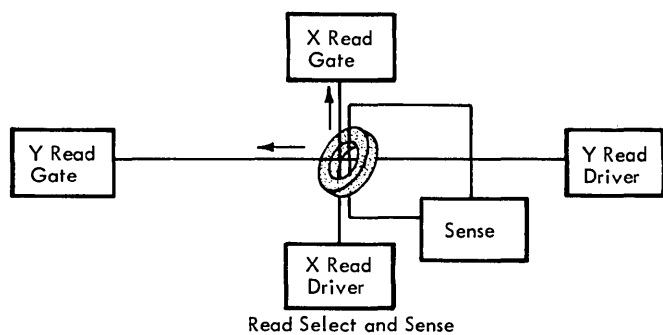 X Read
Gate
Y Read
Gate
Y Read
Driver
Sense
X Read
Driver
Read Select and Sense